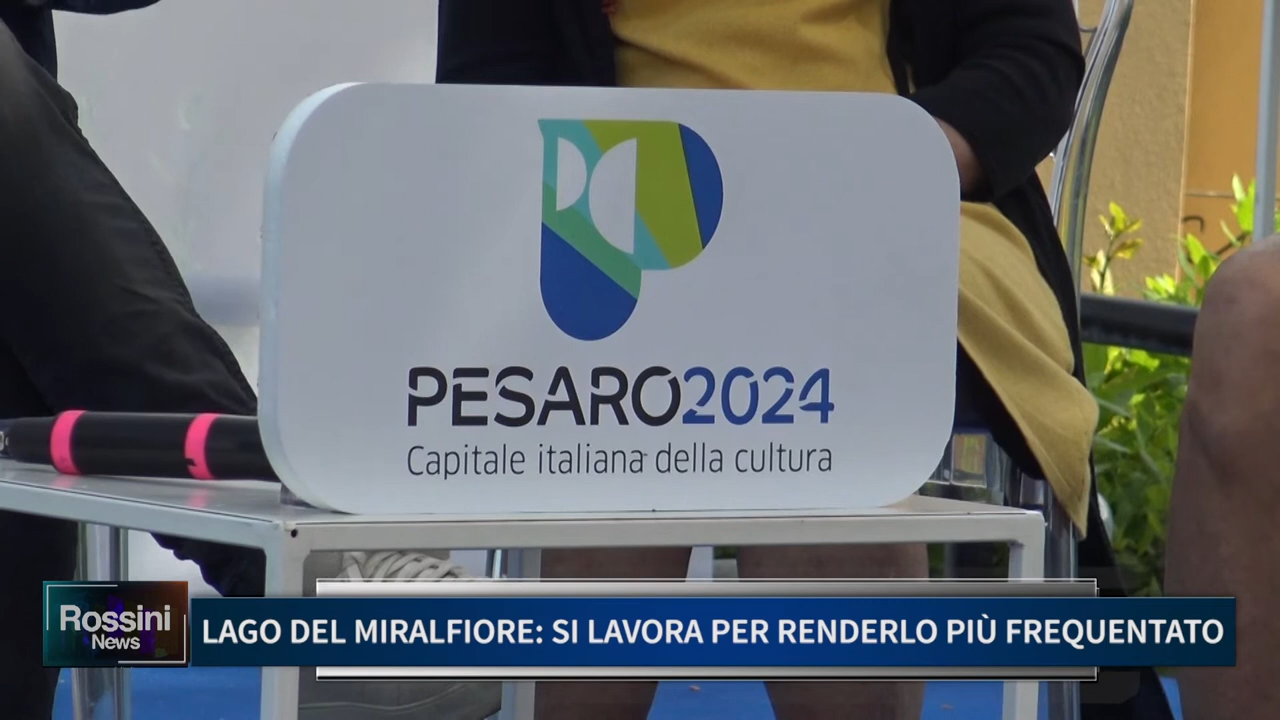 PESARO2024
Capitale italiana della cultura
Rossini
News
LAGO DEL MIRALFIORE: SI LAVORA PER RENDERLO PIÙ FREQUENTATO